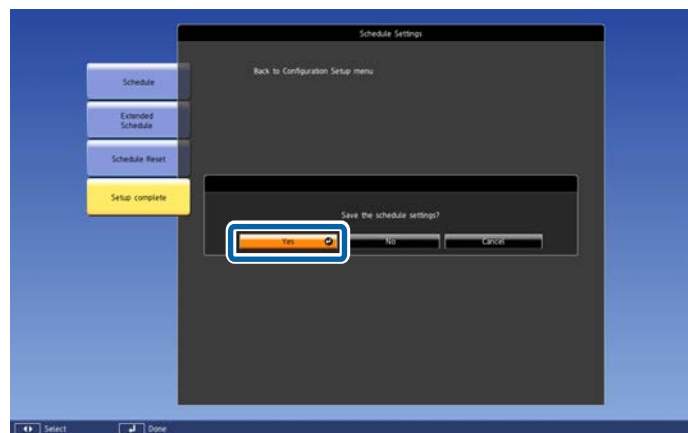 Schedule Settings
Back to Configuration Setup menu
Schedule
Extended
Schedule
Schedule Reset
Setup complete
Save the schedule settings?
Yes No Cancel
Select Done